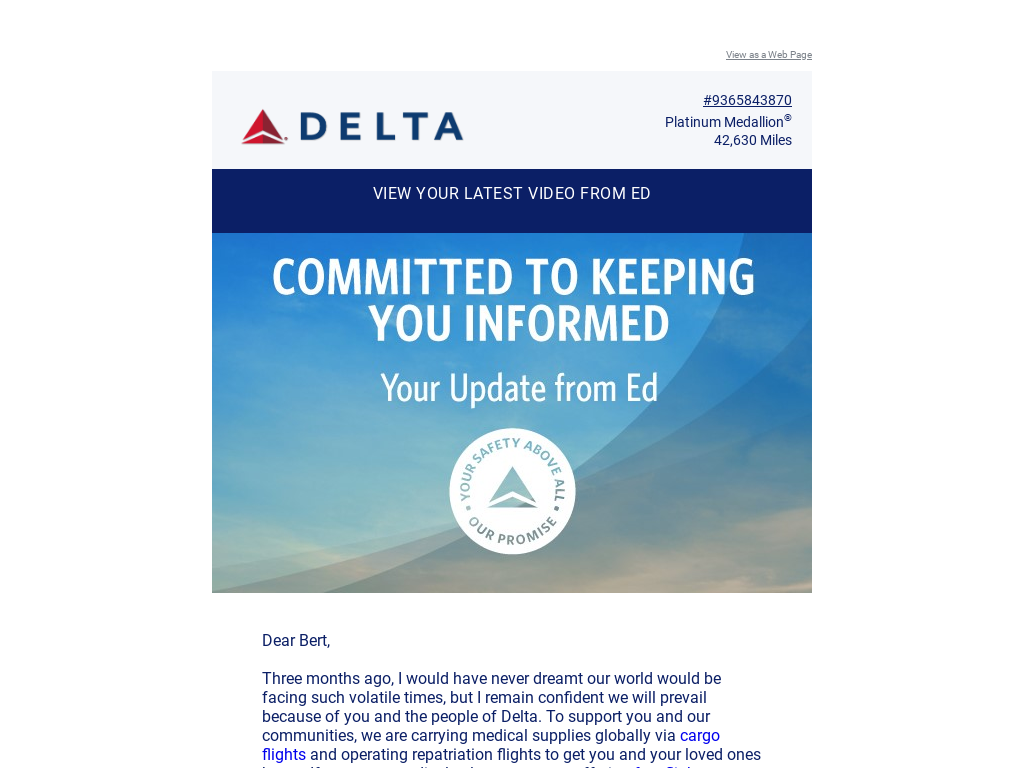 View as a Web Page
DELTA
#9365843870
Platinum Medallion®
42,630 Miles
VIEW YOUR LATEST VIDEO FROM ED
COMMITTED TO KEEPING
YOU INFORMED
Your Update from Ed
YOUR SAFETY ABOVE ALL
OUR PROMISE
Dear Bert,
Three months ago, I would have never dreamt our world would be
facing such volatile times, but I remain confident we will prevail
because of you and the people of Delta. To support you and our
communities, we are carrying medical supplies globally via cargo
flights and operating repatriation flights to get you and your loved ones